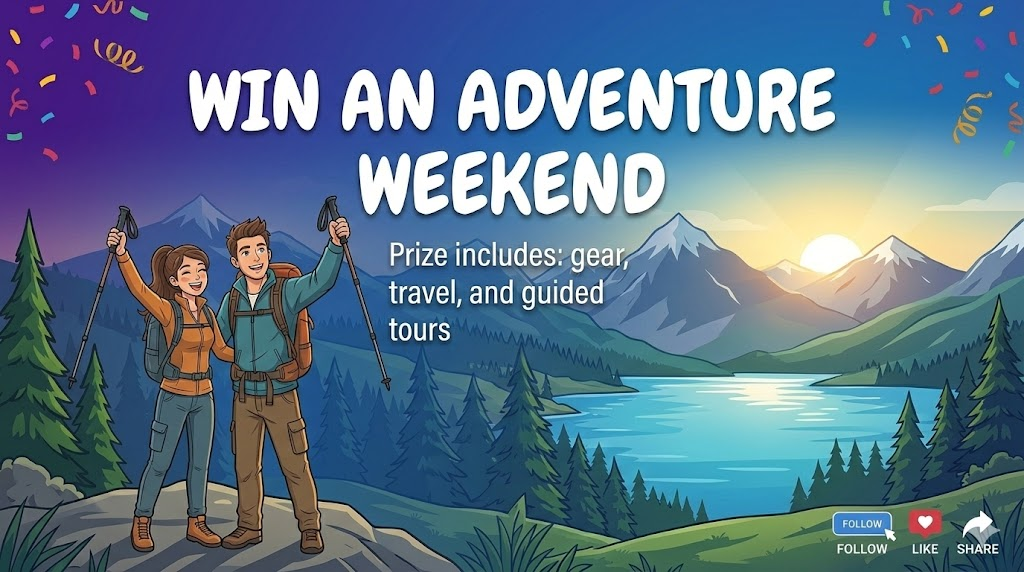 WIN AN ADVENTURE
WEEKEND
Prize includes: gear,
travel, and guided
tours
FOLLOW
FOLLOW
LIKE
SHARE